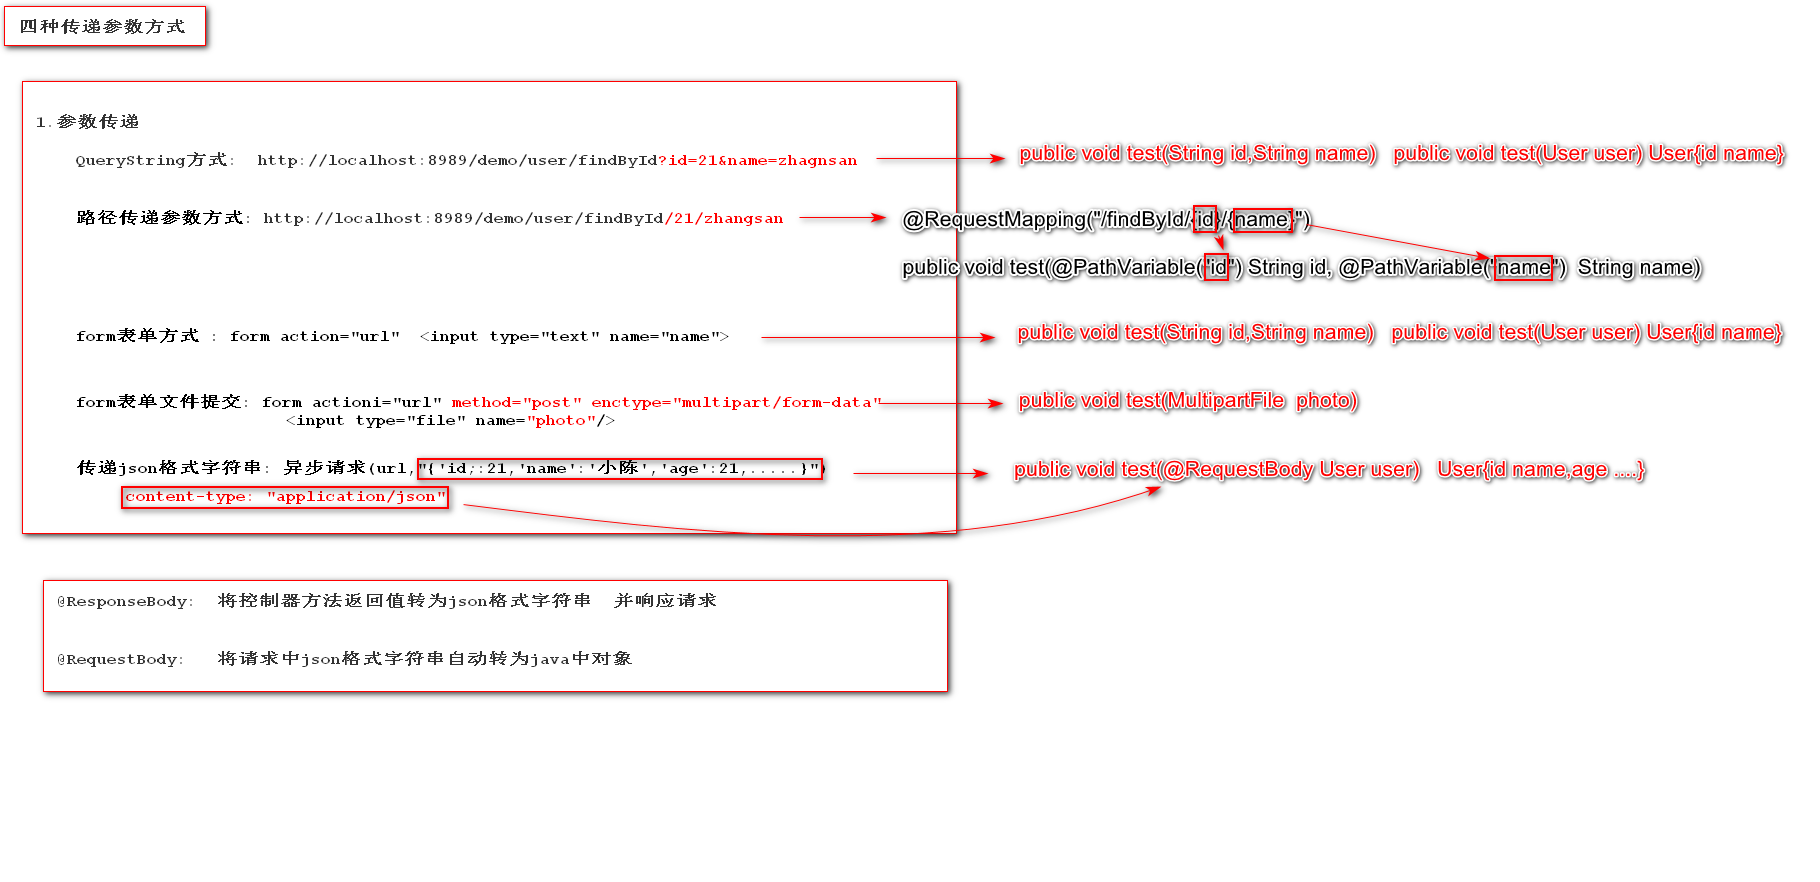 四种传递参数方式
1.参数传递
QueryString方式: http://localhost:8989/demo/user/findById?id=21&name=zhagnsan public void test(String id,String name) public void test(User user) User{id name}
路径传递参数方式: http://localhost:8989/demo/user/findById/21/zhangsan @RequestMapping("/findById/{id}/{name}")
public void test(@PathVariable("id") String id, @PathVariable("name") String name)
form表单方式 : form action="url" <input type="text" name="name"> public void test(String id,String name) public void test(User user) User{id name}
form表单文件提交: form actioni="url" method="post" enctype="multipart/form-data" public void test(MultipartFile photo)
<input type="file" name="photo"/>
传递json格式字符串: 异步请求(url,"{'id;:21,'name':'小陈','age':21,.....}") public void test(@RequestBody User user) User{id name,age ....}
content-type: "application/json"
@ResponseBody: 将控制器方法返回值转为json格式字符串 并响应请求
@RequestBody: 将请求中json格式字符串自动转为java中对象